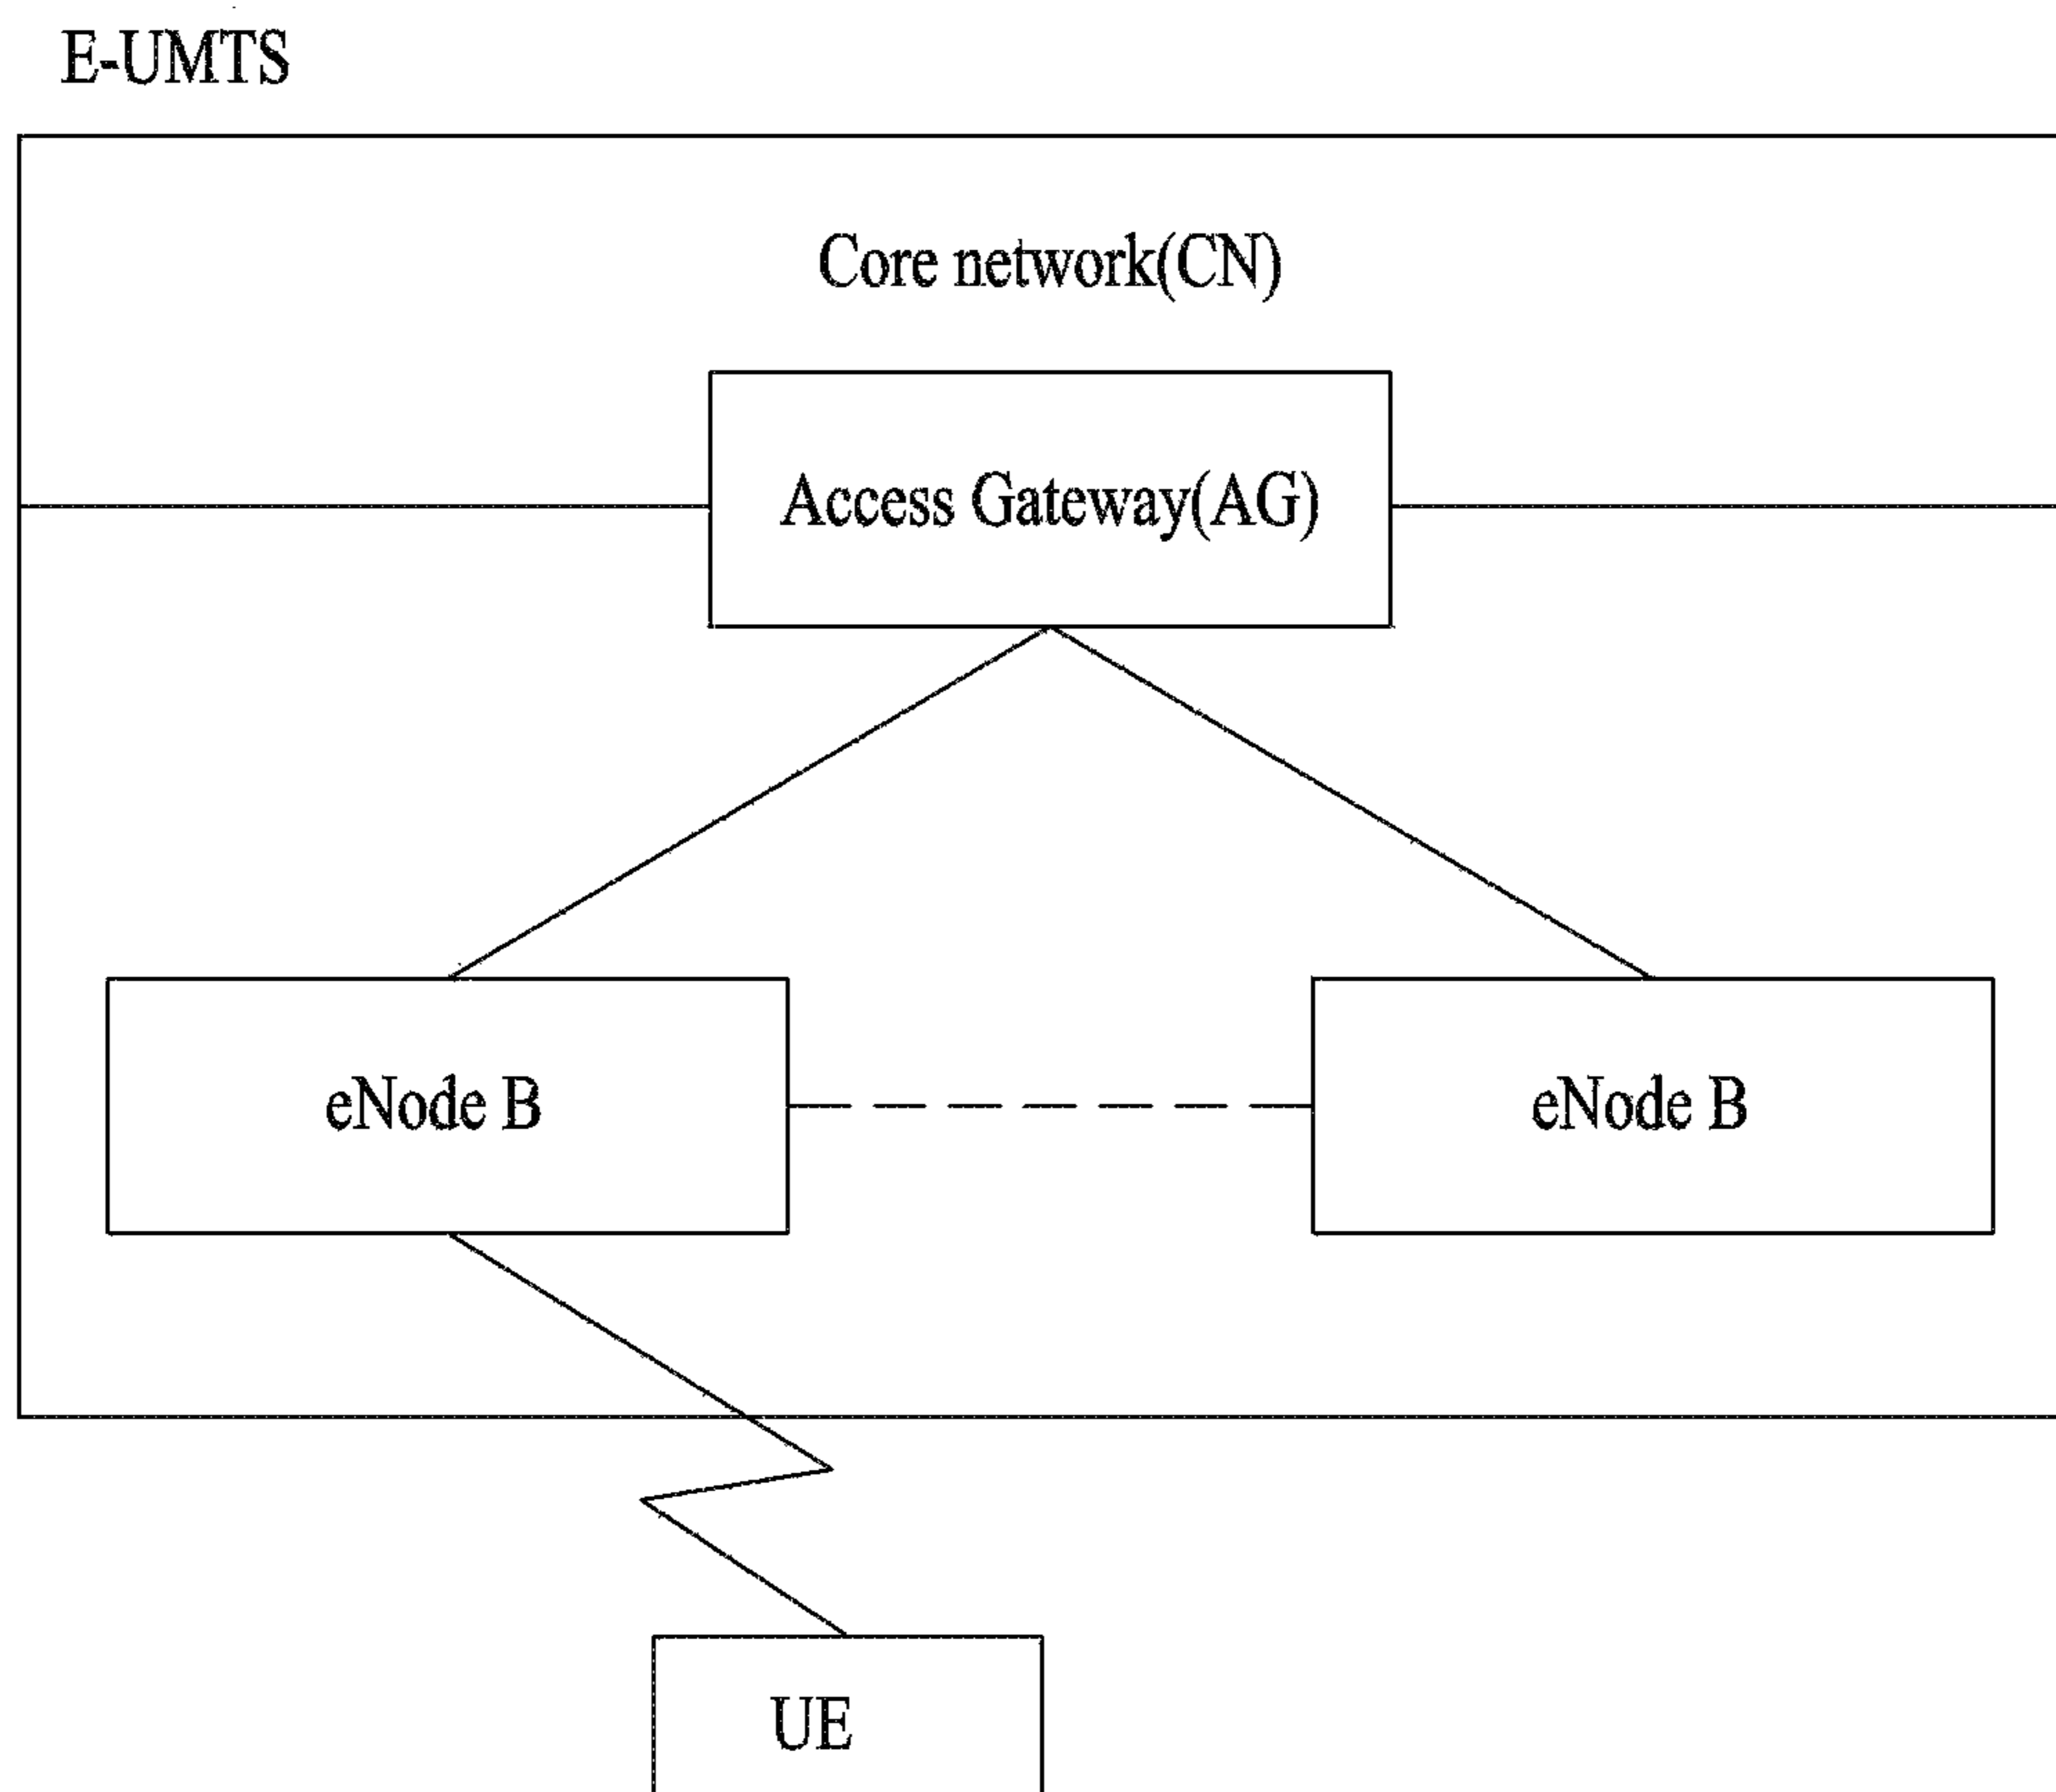 E-UMTS
Core network(CN)
Access Gateway(AG)
eNode B
eNode B
UE